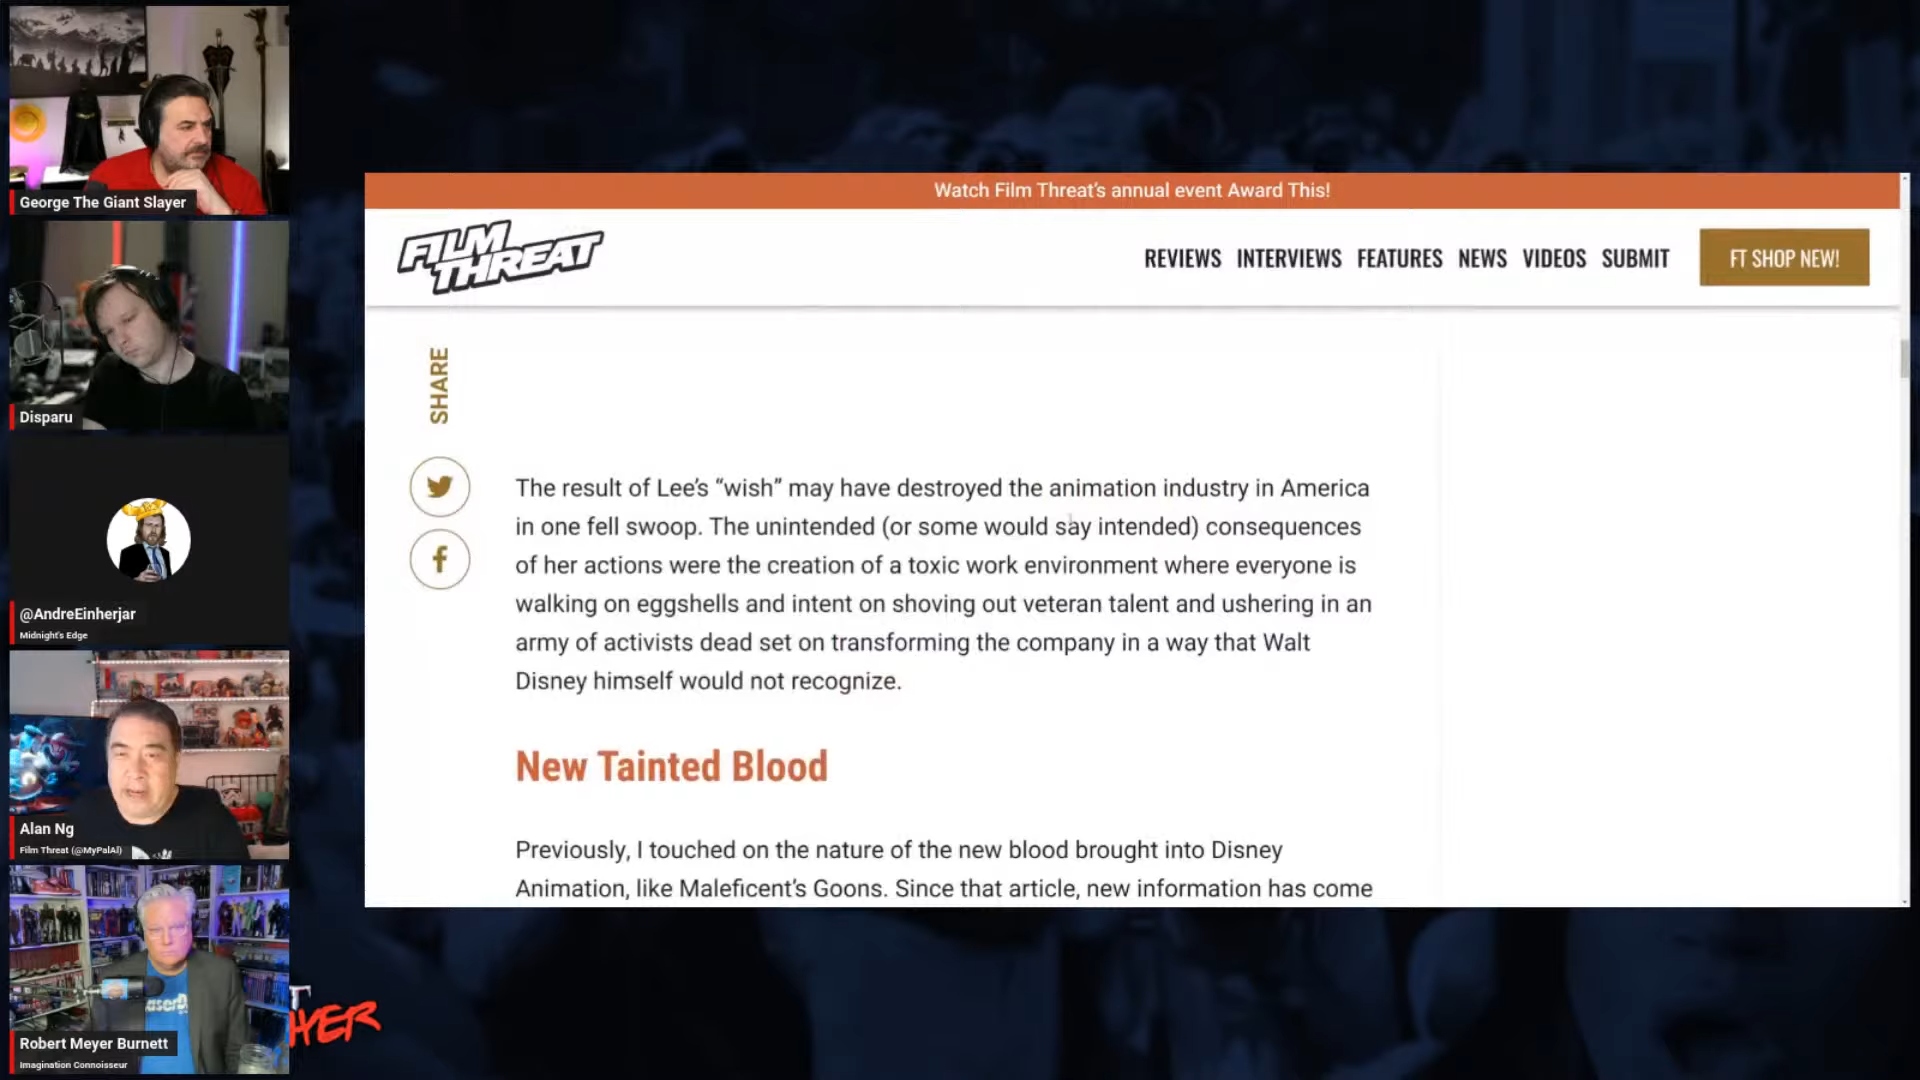 George The Giant Slayer
Disparu
@AndreEinherjar
Midnight's Edge
Alan Ng
Film Threat (@MyPalAl)
Robert Meyer Burnett
Imagination Connoisseur
Watch Film Threat's annual event Award This!
FILM
THREAT
REVIEWS INTERVIEWS FEATURES NEWS VIDEOS SUBMIT
FT SHOP NEW!
SHARE
The result of Lee's “wish” may have destroyed the animation industry in America
in one fell swoop. The unintended (or some would say intended) consequences
of her actions were the creation of a toxic work environment where everyone is
walking on eggshells and intent on shoving out veteran talent and ushering in an
army of activists dead set on transforming the company in a way that Walt
Disney himself would not recognize.
New Tainted Blood
Previously, I touched on the nature of the new blood brought into Disney
Animation, like Maleficent's Goons. Since that article, new information has come